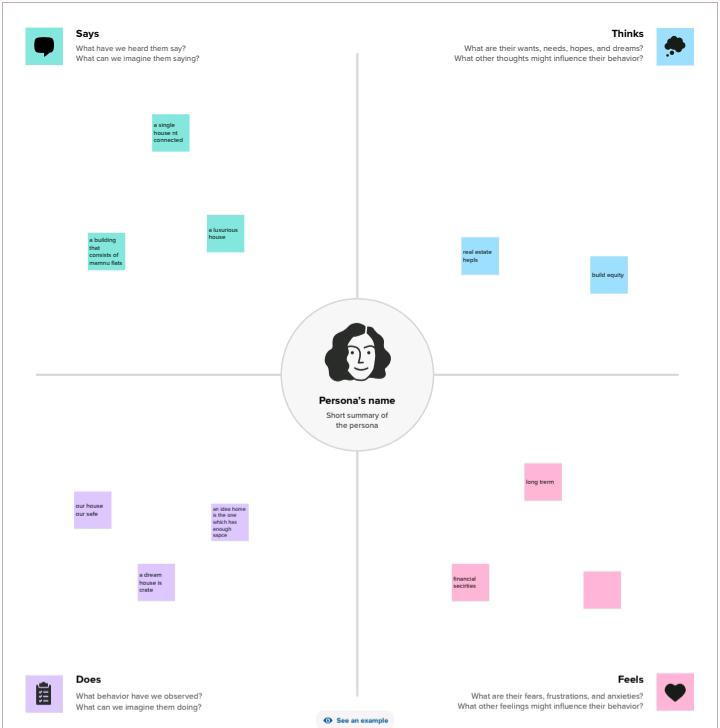 Says
What have we heard them say?
What can we imagine them saying?
Thinks
What are their wants, needs, hopes, and dreams?
What other thoughts might influence their behavior?
a single
house nt
connected
a building
that
consists of
mamnu flats
a luxurious
house
real estate
hepls
build equity
Persona's name
Short summary of
the persona
our house
our safe
an idea home
is the one
which has
enough
sapce
a dream
house is
crate
long trerm
financial
secirties
Does
What behavior have we observed?
What can we imagine them doing?
Feels
What are their fears, frustrations, and anxieties?
What other feelings might influence their behavior?
See an example